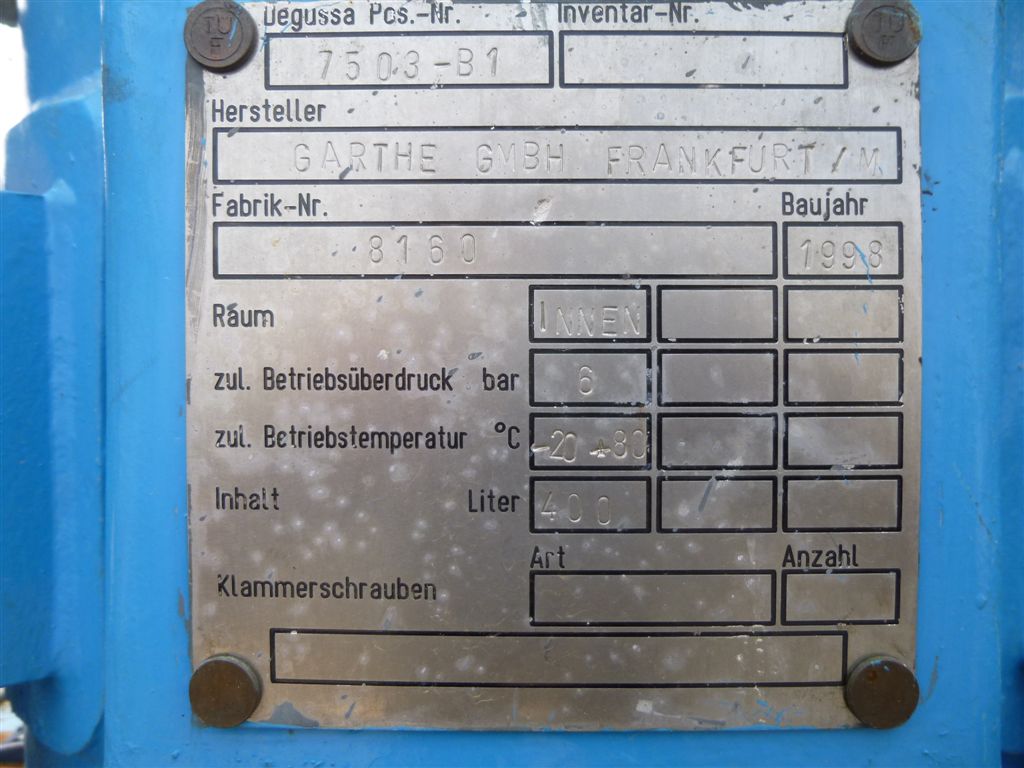 Degussa Pos.-Nr. Inventar-Nr.
7503-B1
Hersteller
GARTHE GMBH FRANKFURT/M
Fabrik-Nr. Baujahr
8160 1998
Raum INNEN
zul. Betriebsüberdruck bar 6
zul. Betriebstemperatur °C -20 +80
Inhalt Liter 400
Art Anzahl
Klammerschrauben